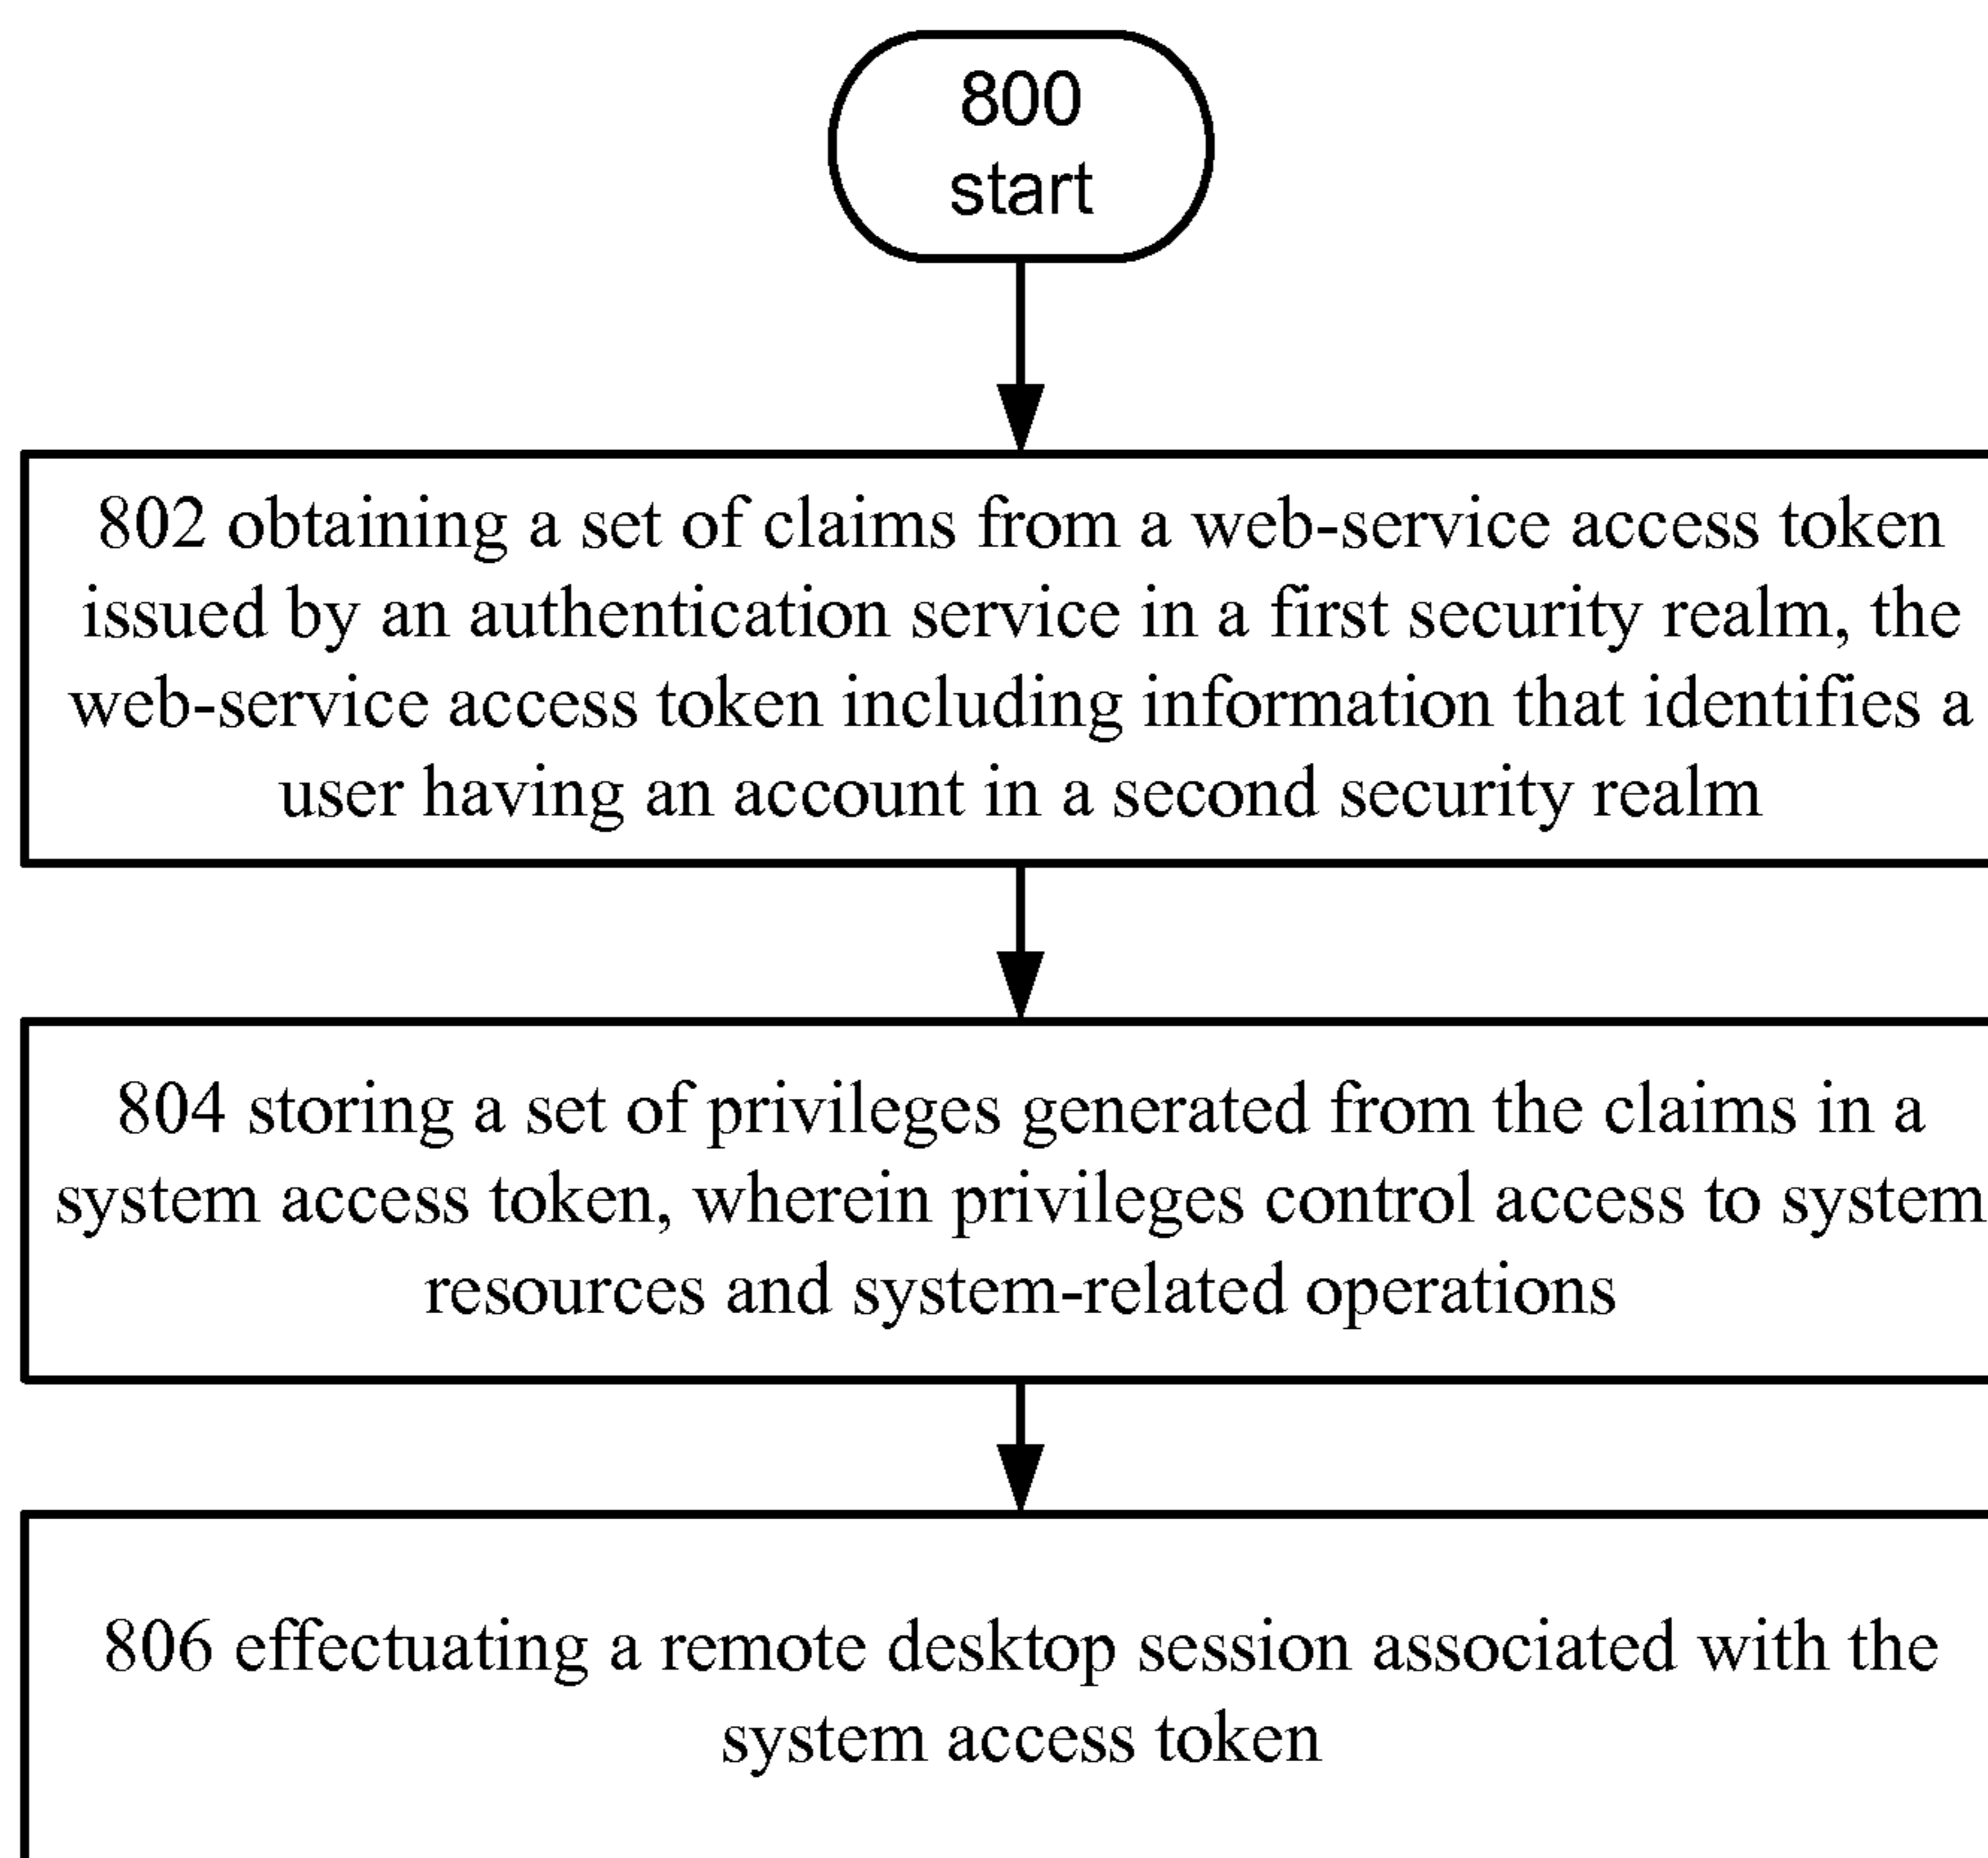 800
start
802 obtaining a set of claims from a web-service access token
issued by an authentication service in a first security realm, the
web-service access token including information that identifies a
user having an account in a second security realm
804 storing a set of privileges generated from the claims in a
system access token, wherein privileges control access to system
resources and system-related operations
806 effectuating a remote desktop session associated with the
system access token